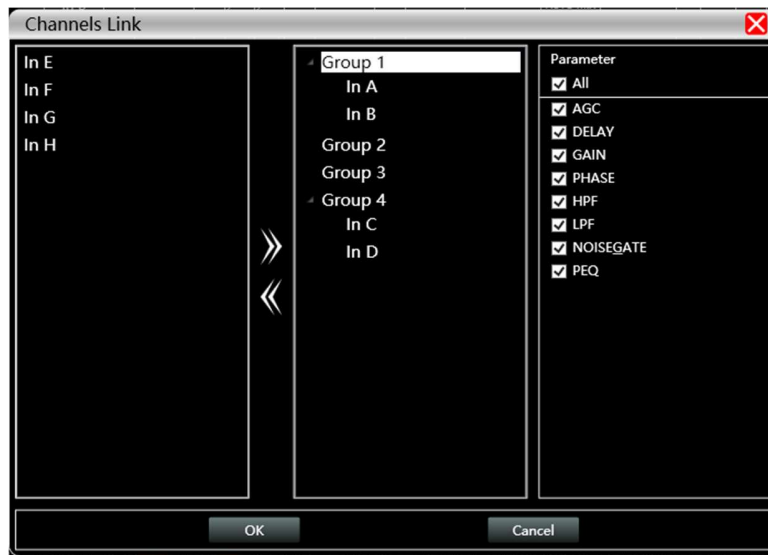 Channels Link
In E
In F
In G
In H
Group 1
In A
In B
Group 2
Group 3
Group 4
In C
In D
Parameter
All
AGC
DELAY
GAIN
PHASE
HPF
LPF
NOISEGATE
PEQ
OK
Cancel